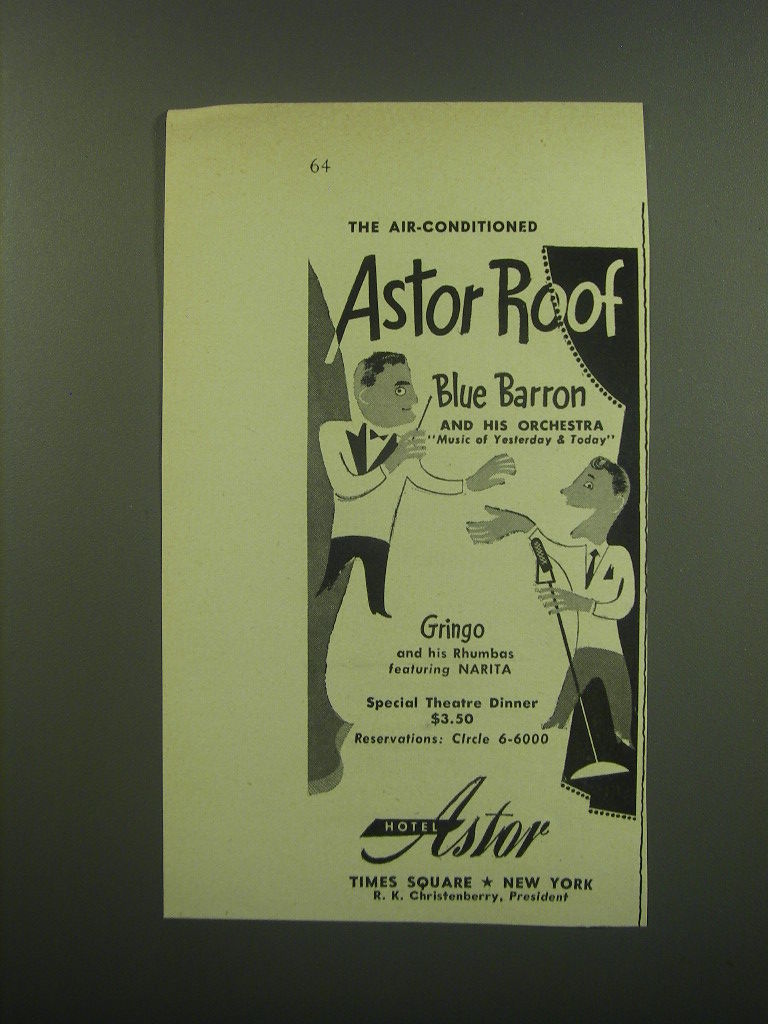 64
THE AIR-CONDITIONED
Astor Roof
Blue Barron
AND HIS ORCHESTRA
"Music of Yesterday & Today"
Gringo
and his Rhumbas
featuring NARITA
Special Theatre Dinner
$3.50
Reservations: CIrcle 6-6000
HOTEL Astor
TIMES SQUARE ★ NEW YORK
R. K. Christenberry, President